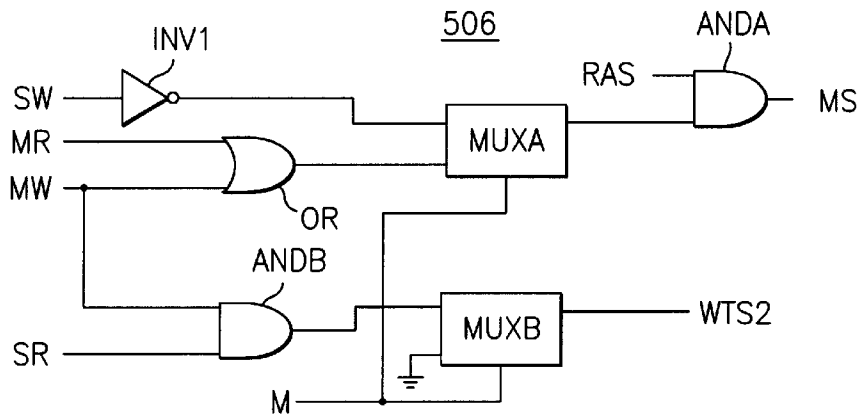 506
INV1
ANDA
SW
RAS
MS
MR
MUXA
MW
OR
ANDB
MUXB
WTS2
SR
M